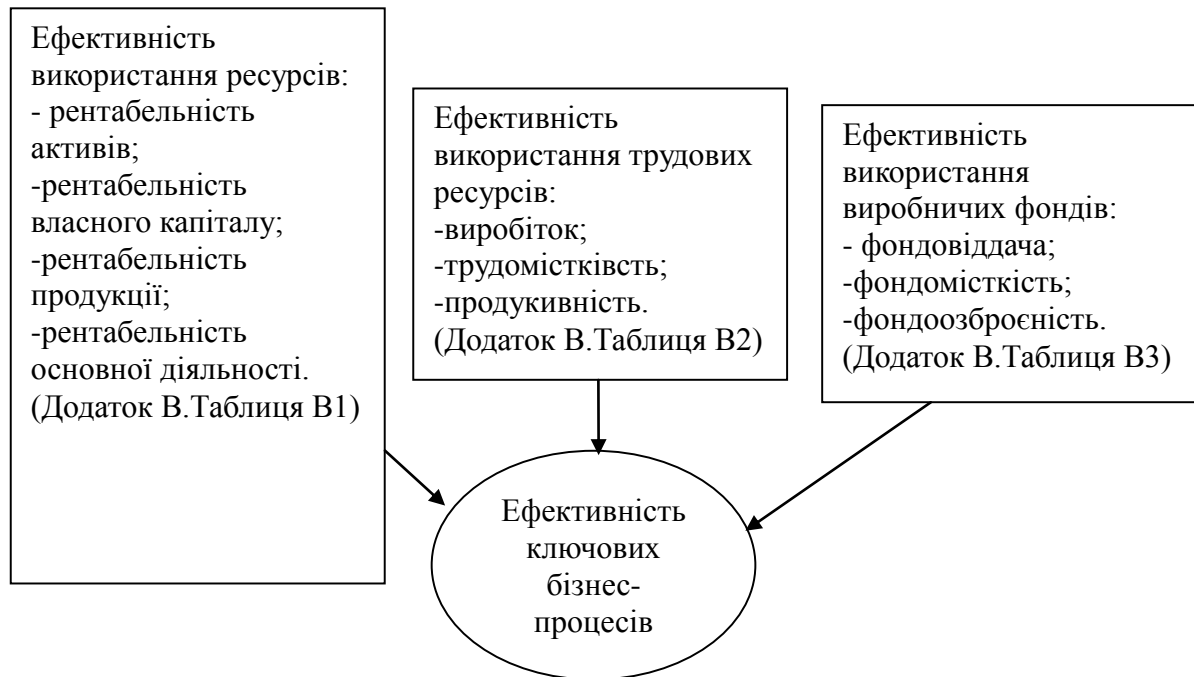 Ефективність
використання ресурсів:
- рентабельність
активів;
-рентабельність
власного капіталу;
-рентабельність
продукції;
-рентабельність
основної діяльності.
(Додаток В.Таблиця В1)
Ефективність
використання трудових
ресурсів:
-виробіток;
-трудомістківсть;
-продукивність.
(Додаток В.Таблиця В2)
Ефективність
використання
виробничих фондів:
- фондовіддача;
-фондомісткість;
-фондоозброєність.
(Додаток В.Таблиця В3)
Ефективність
ключових
бізнес-
процесів